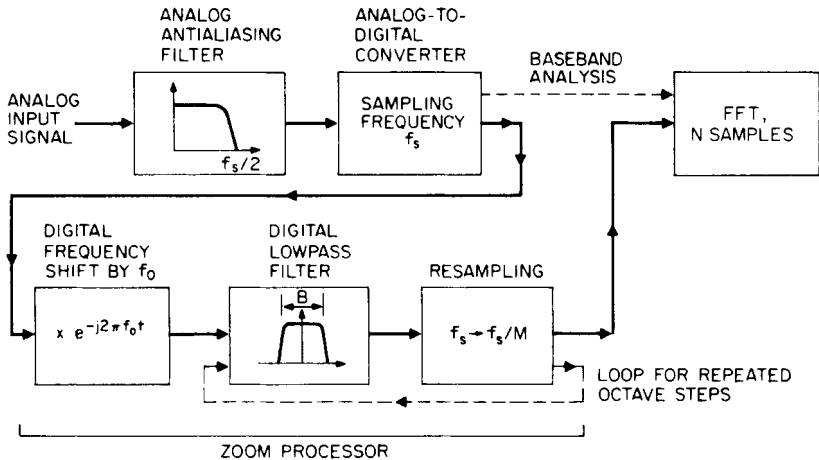 ANALOG
ANTIALIASING
FILTER
ANALOG-TO-
DIGITAL
CONVERTER
BASEBAND
ANALYSIS
ANALOG
INPUT
SIGNAL
f_s/2
SAMPLING
FREQUENCY
f_s
FFT,
N SAMPLES
DIGITAL
FREQUENCY
SHIFT BY f_0
DIGITAL
LOWPASS
FILTER
RESAMPLING
x e^{-j2πf_0t}
B
f_s → f_s/M
LOOP FOR REPEATED
OCTAVE STEPS
ZOOM PROCESSOR